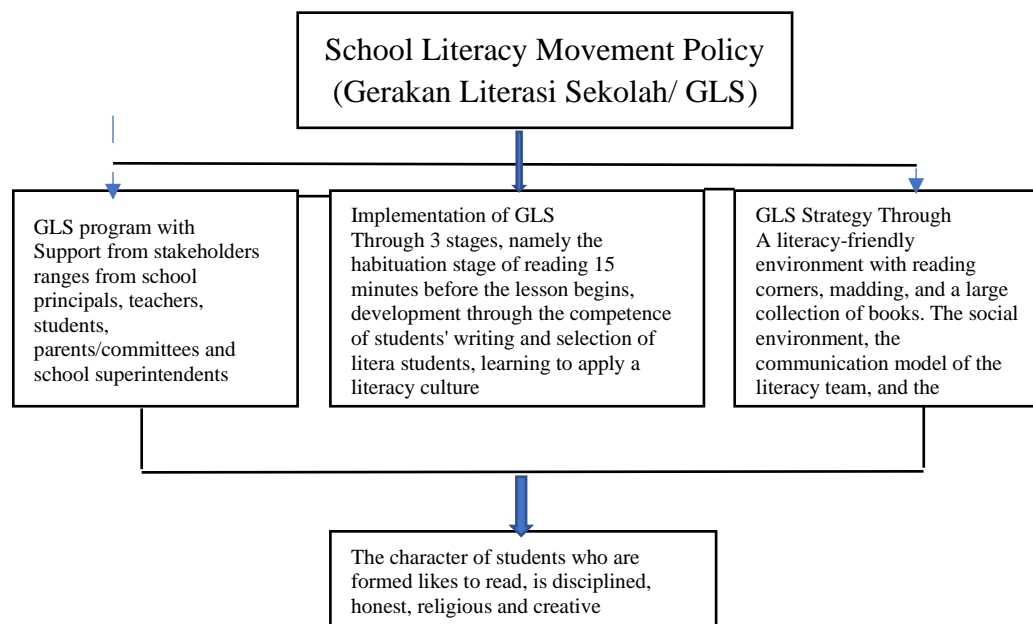 School Literacy Movement Policy
(Gerakan Literasi Sekolah/ GLS)
GLS program with
Support from stakeholders
ranges from school
principals, teachers,
students,
parents/committees and
school superintendents
Implementation of GLS
Through 3 stages, namely the
habituation stage of reading 15
minutes before the lesson begins,
development through the competence
of students' writing and selection of
litera students, learning to apply a
literacy culture
GLS Strategy Through
A literacy-friendly
environment with reading
corners, madding, and a large
collection of books. The social
environment, the
communication model of the
literacy team, and the
The character of students who are
formed likes to read, is disciplined,
honest, religious and creative